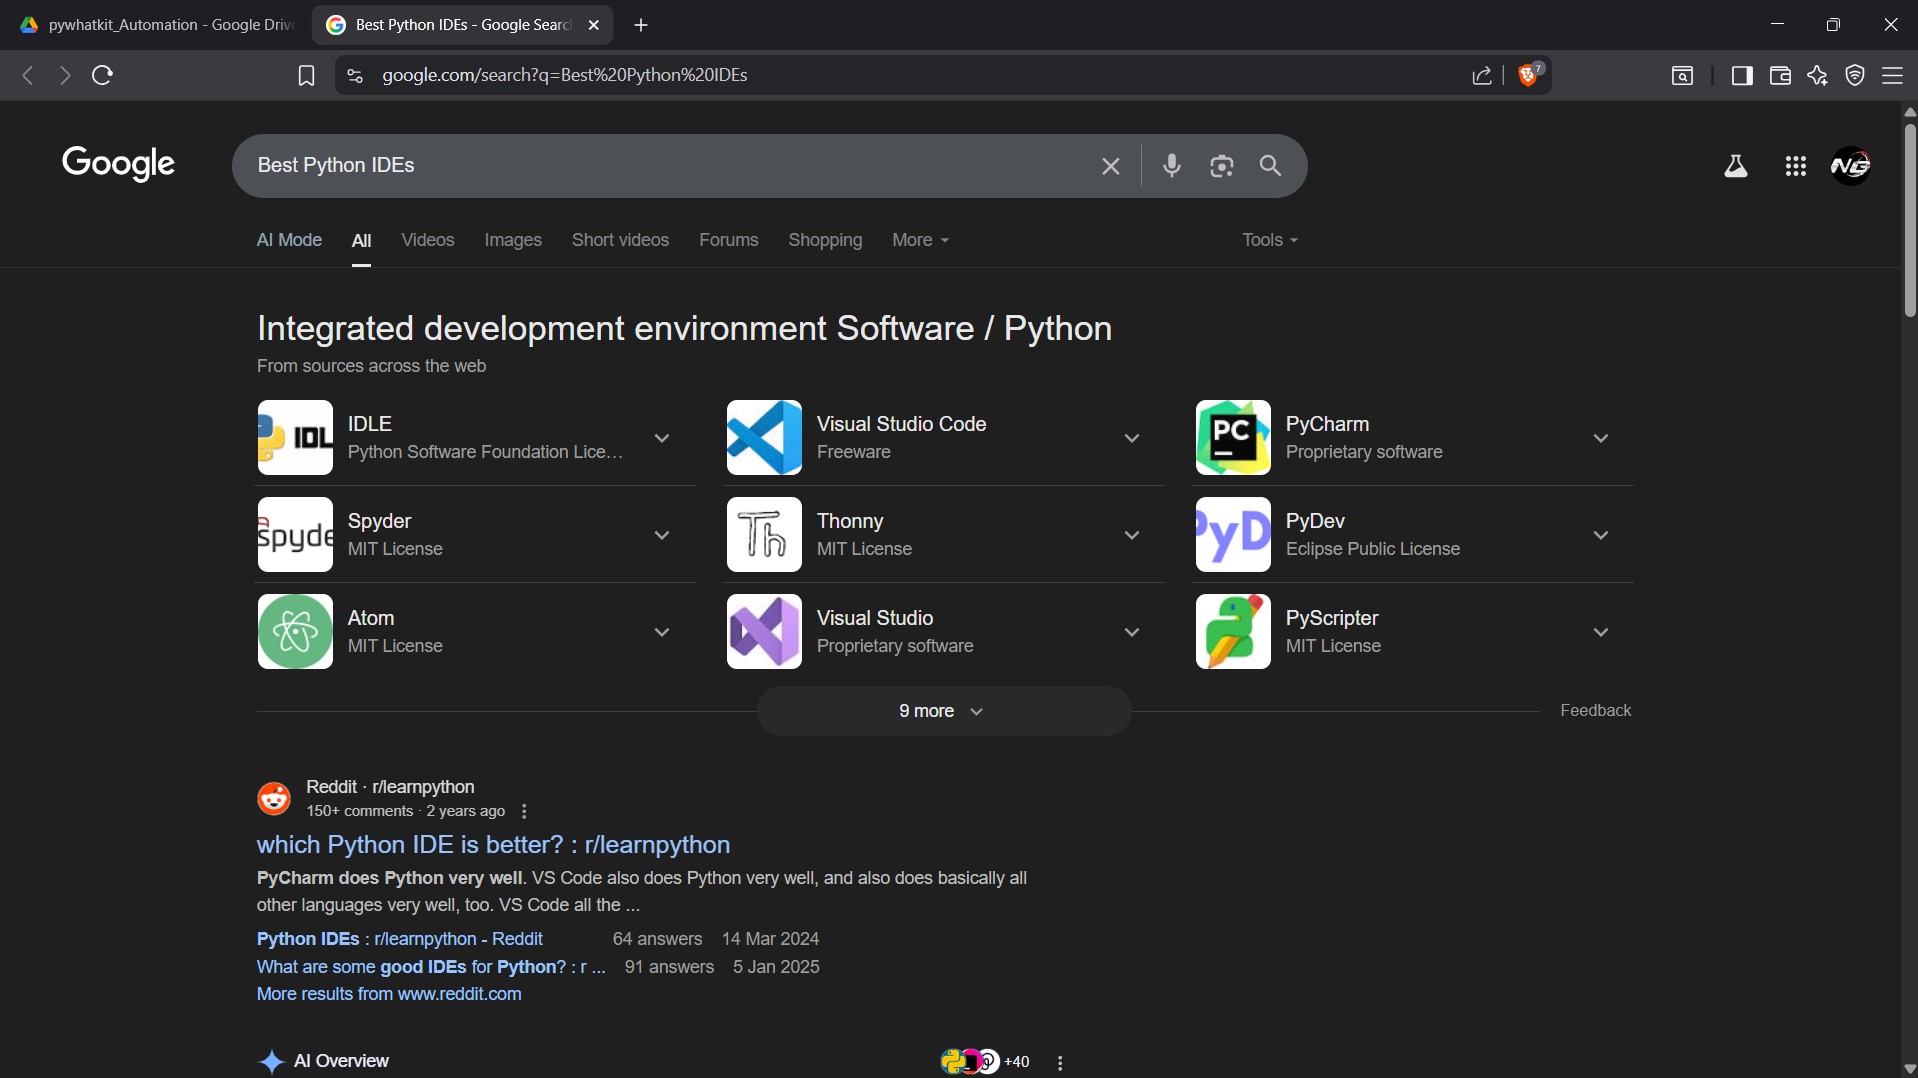 pywhatkit_Automation - Google Driv
Best Python IDEs - Google Searc
google.com/search?q=Best%20Python%20IDEs
7
Google
Best Python IDEs
AI Mode
All
Videos
Images
Short videos
Forums
Shopping
More
Tools
Integrated development environment Software / Python
From sources across the web
IDL
IDLE
Python Software Foundation Lice...
Visual Studio Code
Freeware
PC
PyCharm
Proprietary software
Spyde
Spyder
MIT License
Th
Thonny
MIT License
PyD
PyDev
Eclipse Public License
Atom
MIT License
Visual Studio
Proprietary software
PyScripter
MIT License
9 more
Feedback
Reddit · r/learnpython
150+ comments · 2 years ago
which Python IDE is better? : r/learnpython
PyCharm does Python very well. VS Code also does Python very well, and also does basically all
other languages very well, too. VS Code all the ...
Python IDEs : r/learnpython - Reddit 64 answers 14 Mar 2024
What are some good IDEs for Python? : r ... 91 answers 5 Jan 2025
More results from www.reddit.com
AI Overview
+40